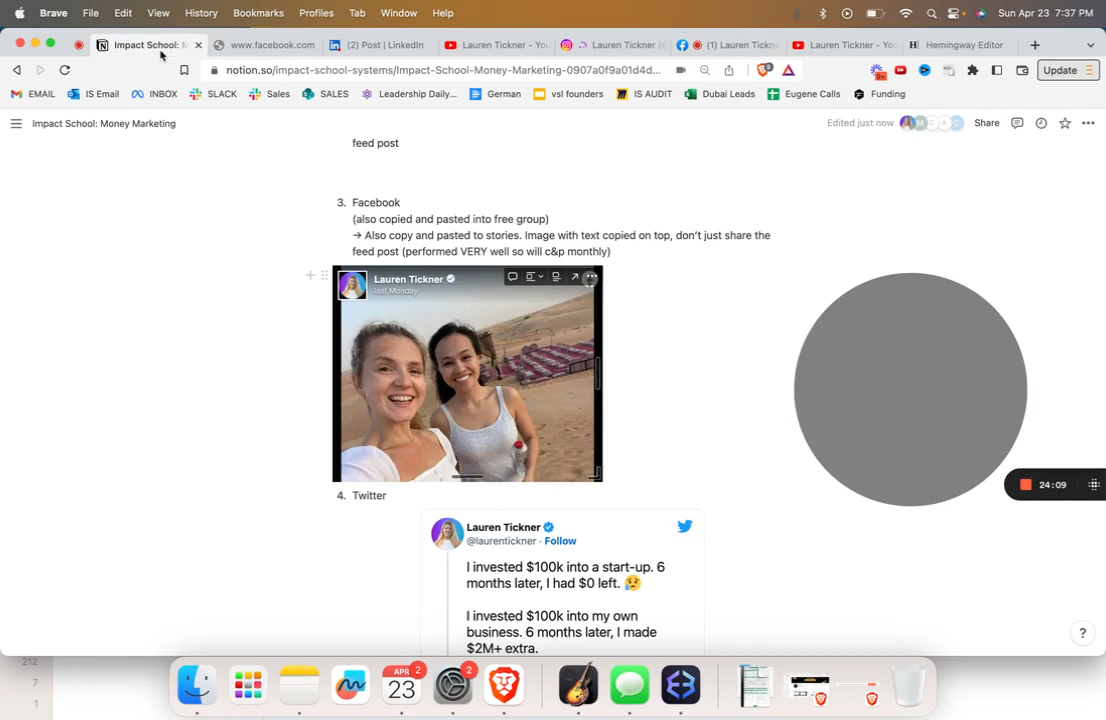 Brave File Edit View History Bookmarks Profiles Tab Window Help Sun Apr 23 7:37 PM
Impact School: M www.facebook.com (2) Post | LinkedIn Lauren Tickner - You Lauren Tickner ( (1) Lauren Tickne Lauren Tickner - You Hemingway Editor
notion.so/impact-school-systems/Impact-School-Money-Marketing-0907a0f9a01d4d... Update
EMAIL IS Email INBOX SLACK Sales SALES Leadership Daily... German vsl founders IS AUDIT Dubai Leads Eugene Calls Funding
Impact School: Money Marketing Edited just now Share
feed post
3. Facebook
(also copied and pasted into free group)
→ Also copy and pasted to stories. Image with text copied on top, don't just share the
feed post (performed VERY well so will c&p monthly)
Lauren Tickner
last Monday
24:09
4. Twitter
Lauren Tickner
@laurentickner · Follow
I invested $100k into a start-up. 6
months later, I had $0 left. 😥
I invested $100k into my own
business. 6 months later, I made
$2M+ extra.
?
212
7
1
APR
23
2
2